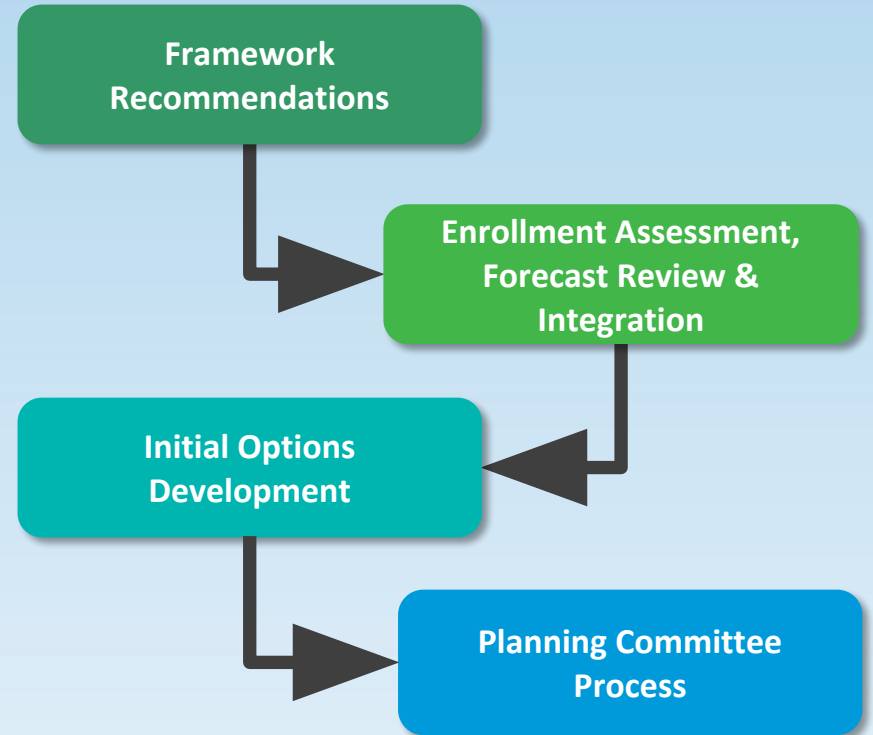 Framework
Recommendations
Enrollment Assessment,
Forecast Review &
Integration
Initial Options
Development
Planning Committee
Process